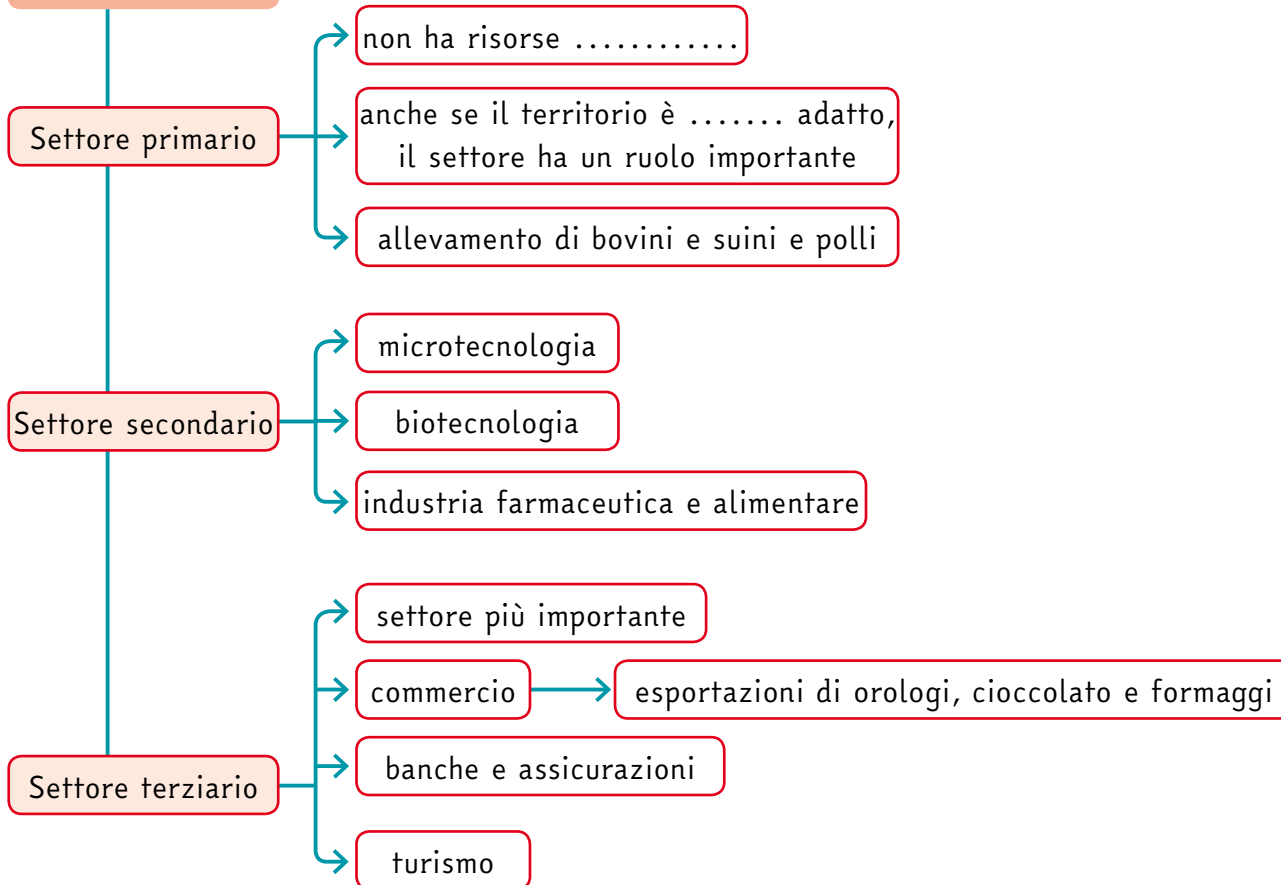 non ha risorse ............
Settore primario
anche se il territorio è ....... adatto,
il settore ha un ruolo importante
allevamento di bovini e suini e polli
microtecnologia
Settore secondario
biotecnologia
industria farmaceutica e alimentare
settore più importante
commercio
esportazioni di orologi, cioccolato e formaggi
banche e assicurazioni
Settore terziario
turismo